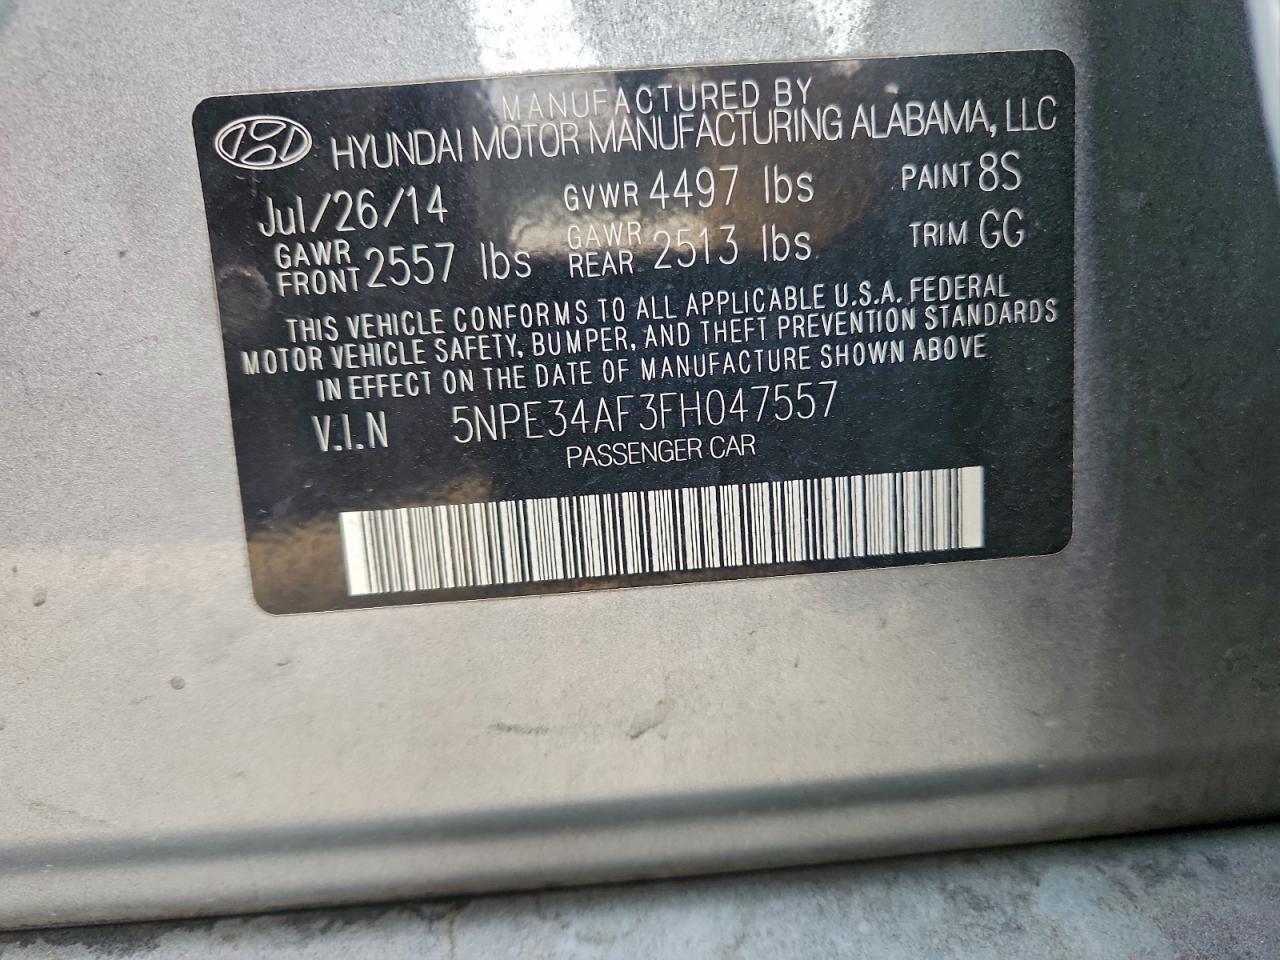 MANUFACTURED BY
HYUNDAI MOTOR MANUFACTURING ALABAMA, LLC
Jul/26/14 GVWR 4497 lbs PAINT 8S
GAWR FRONT 2557 lbs GAWR REAR 2513 lbs TRIM GG
THIS VEHICLE CONFORMS TO ALL APPLICABLE U.S.A. FEDERAL
MOTOR VEHICLE SAFETY, BUMPER, AND THEFT PREVENTION STANDARDS
IN EFFECT ON THE DATE OF MANUFACTURE SHOWN ABOVE
V.I.N 5NPE34AF3FH047557
PASSENGER CAR